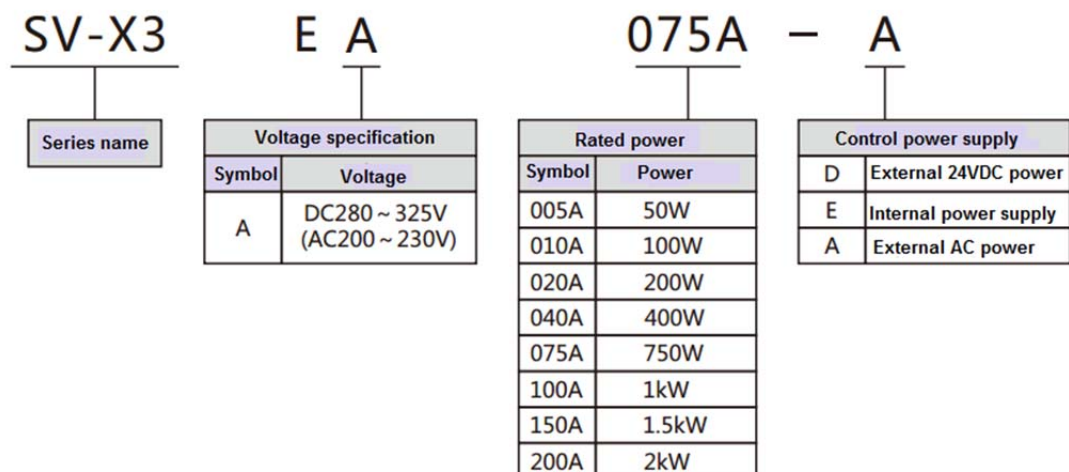 SV-X3 E A 075A – A
Series name
Voltage specification
Symbol Voltage
A DC280~325V
(AC200~230V)
Rated power
Symbol Power
005A 50W
010A 100W
020A 200W
040A 400W
075A 750W
100A 1kW
150A 1.5kW
200A 2kW
Control power supply
D External 24VDC power
E Internal power supply
A External AC power